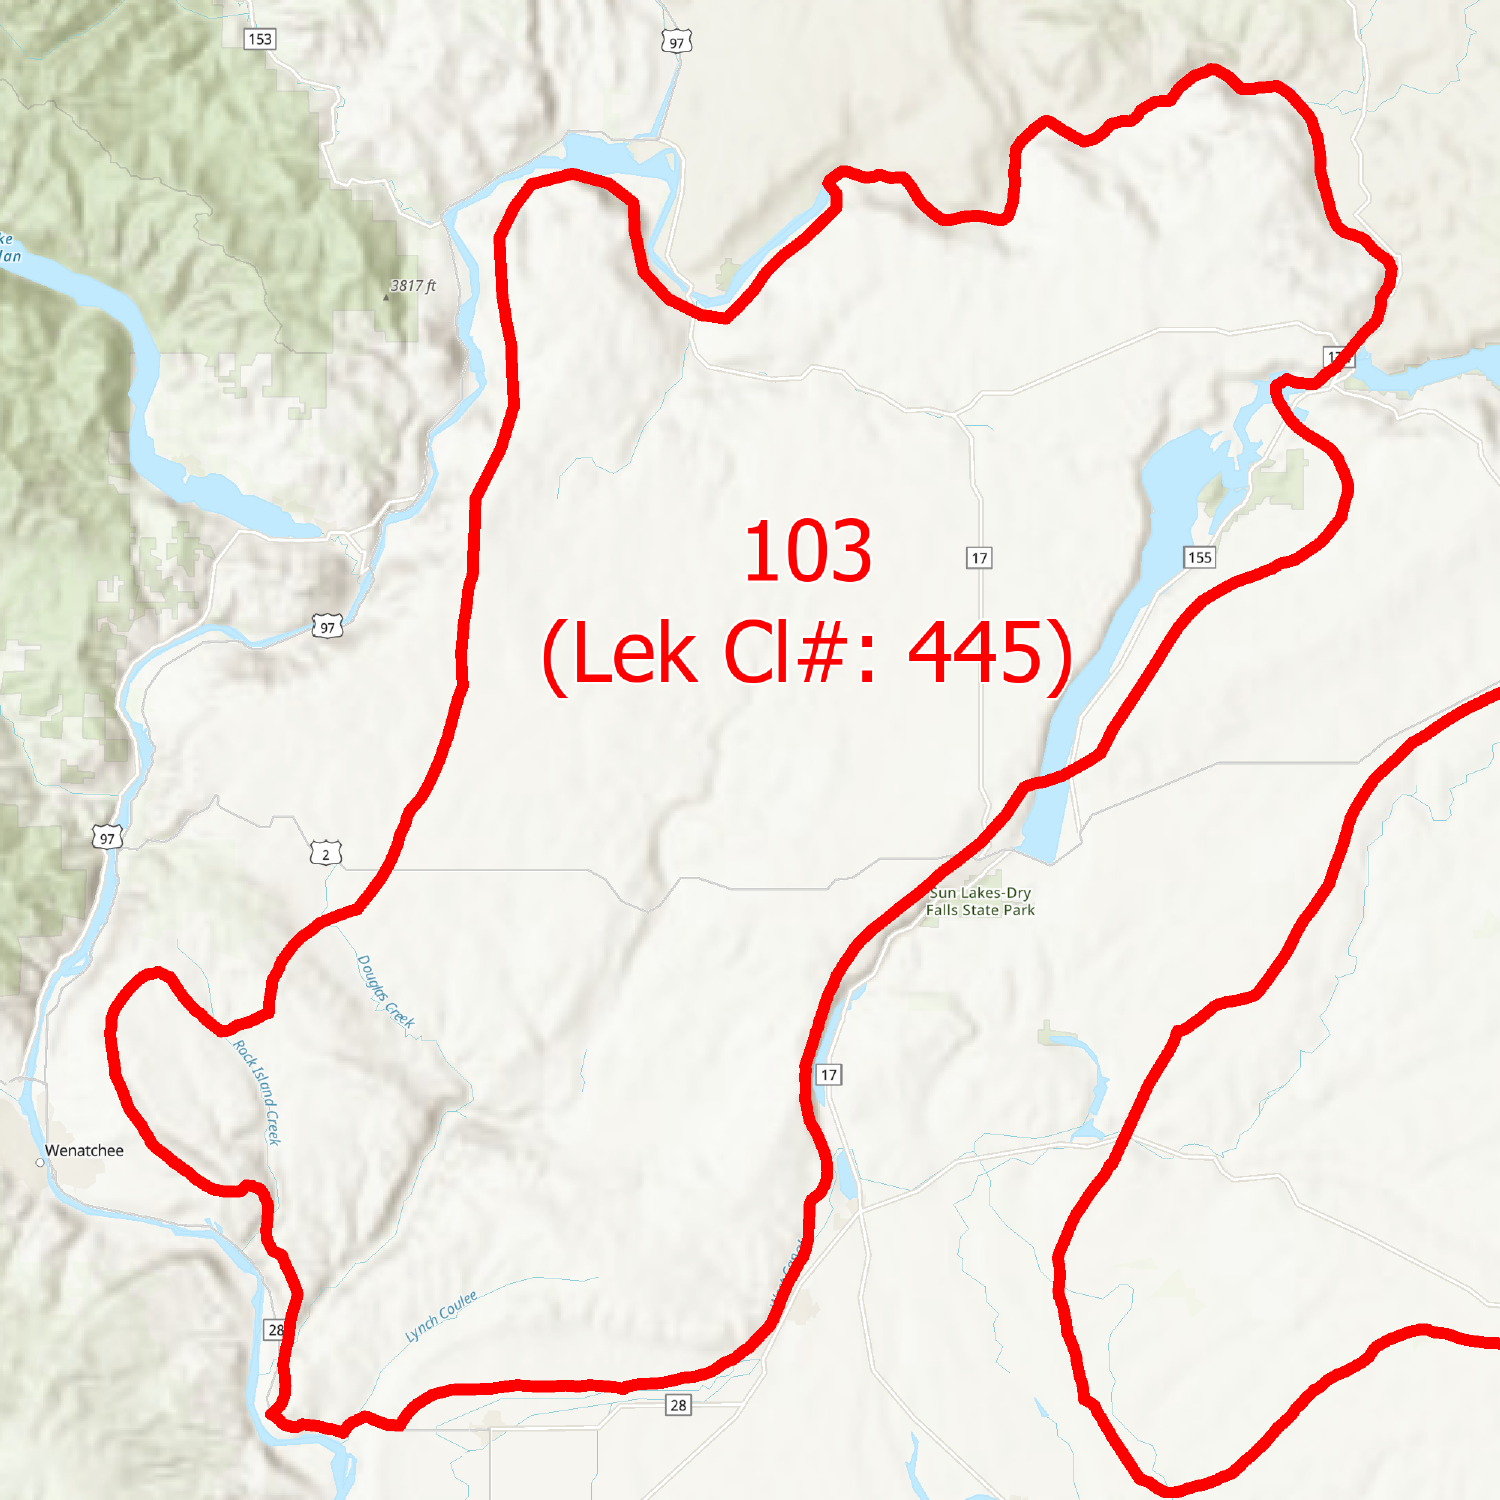 153
97
ke
lan
3817 ft
17
103
17
155
(Lek Cl#: 445)
97
97
2
Sun Lakes-Dry
Falls State Park
Douglas Creek
Rock Island Creek
17
Wenatchee
Lynch Coulee
28
28